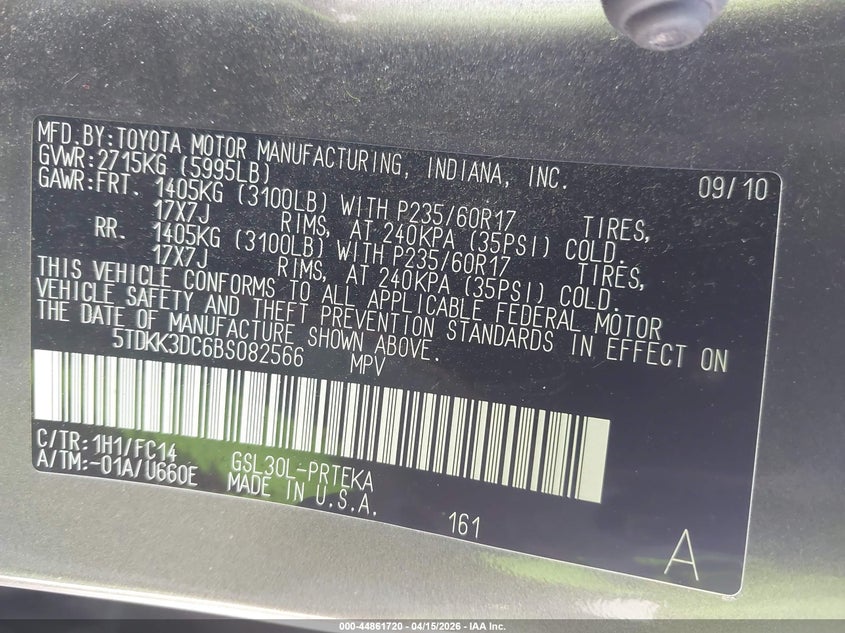 MFD. BY: TOYOTA MOTOR MANUFACTURING, INDIANA, INC. 09/10
GVWR: 2715KG (5995LB)
GAWR: FRT. 1405KG (3100LB) WITH P235/60R17 TIRES,
17X7J RIMS, AT 240KPA (35PSI) COLD.
RR. 1405KG (3100LB) WITH P235/60R17 TIRES,
17X7J RIMS, AT 240KPA (35PSI) COLD.
THIS VEHICLE CONFORMS TO ALL APPLICABLE FEDERAL MOTOR
VEHICLE SAFETY AND THEFT PREVENTION STANDARDS IN EFFECT ON
THE DATE OF MANUFACTURE SHOWN ABOVE.
5TDKK3DC6BS082566 MPV
C/TR: 1H1/FC14 GSL30L-PRTEKA
A/TM: -01A/U660E MADE IN U.S.A.
161 A
000-44861720 - 04/15/2026 - IAA Inc.